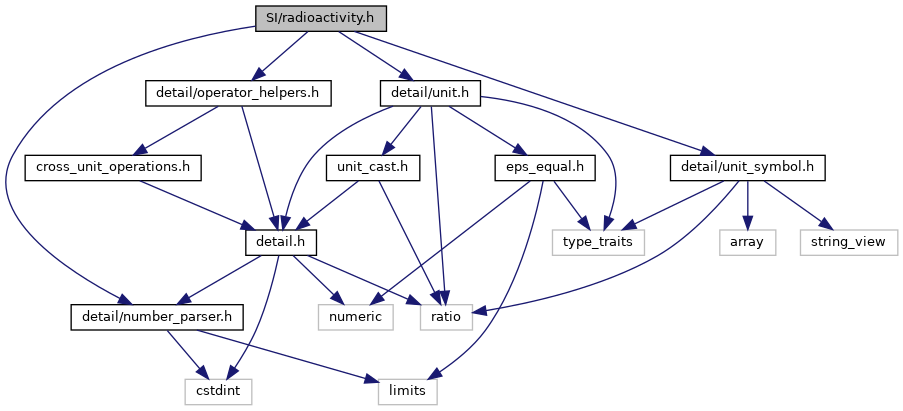 SI/radioactivity.h
detail/operator_helpers.h
detail/unit.h
cross_unit_operations.h
unit_cast.h
eps_equal.h
detail/unit_symbol.h
detail.h
type_traits
array
string_view
detail/number_parser.h
numeric
ratio
cstdint
limits